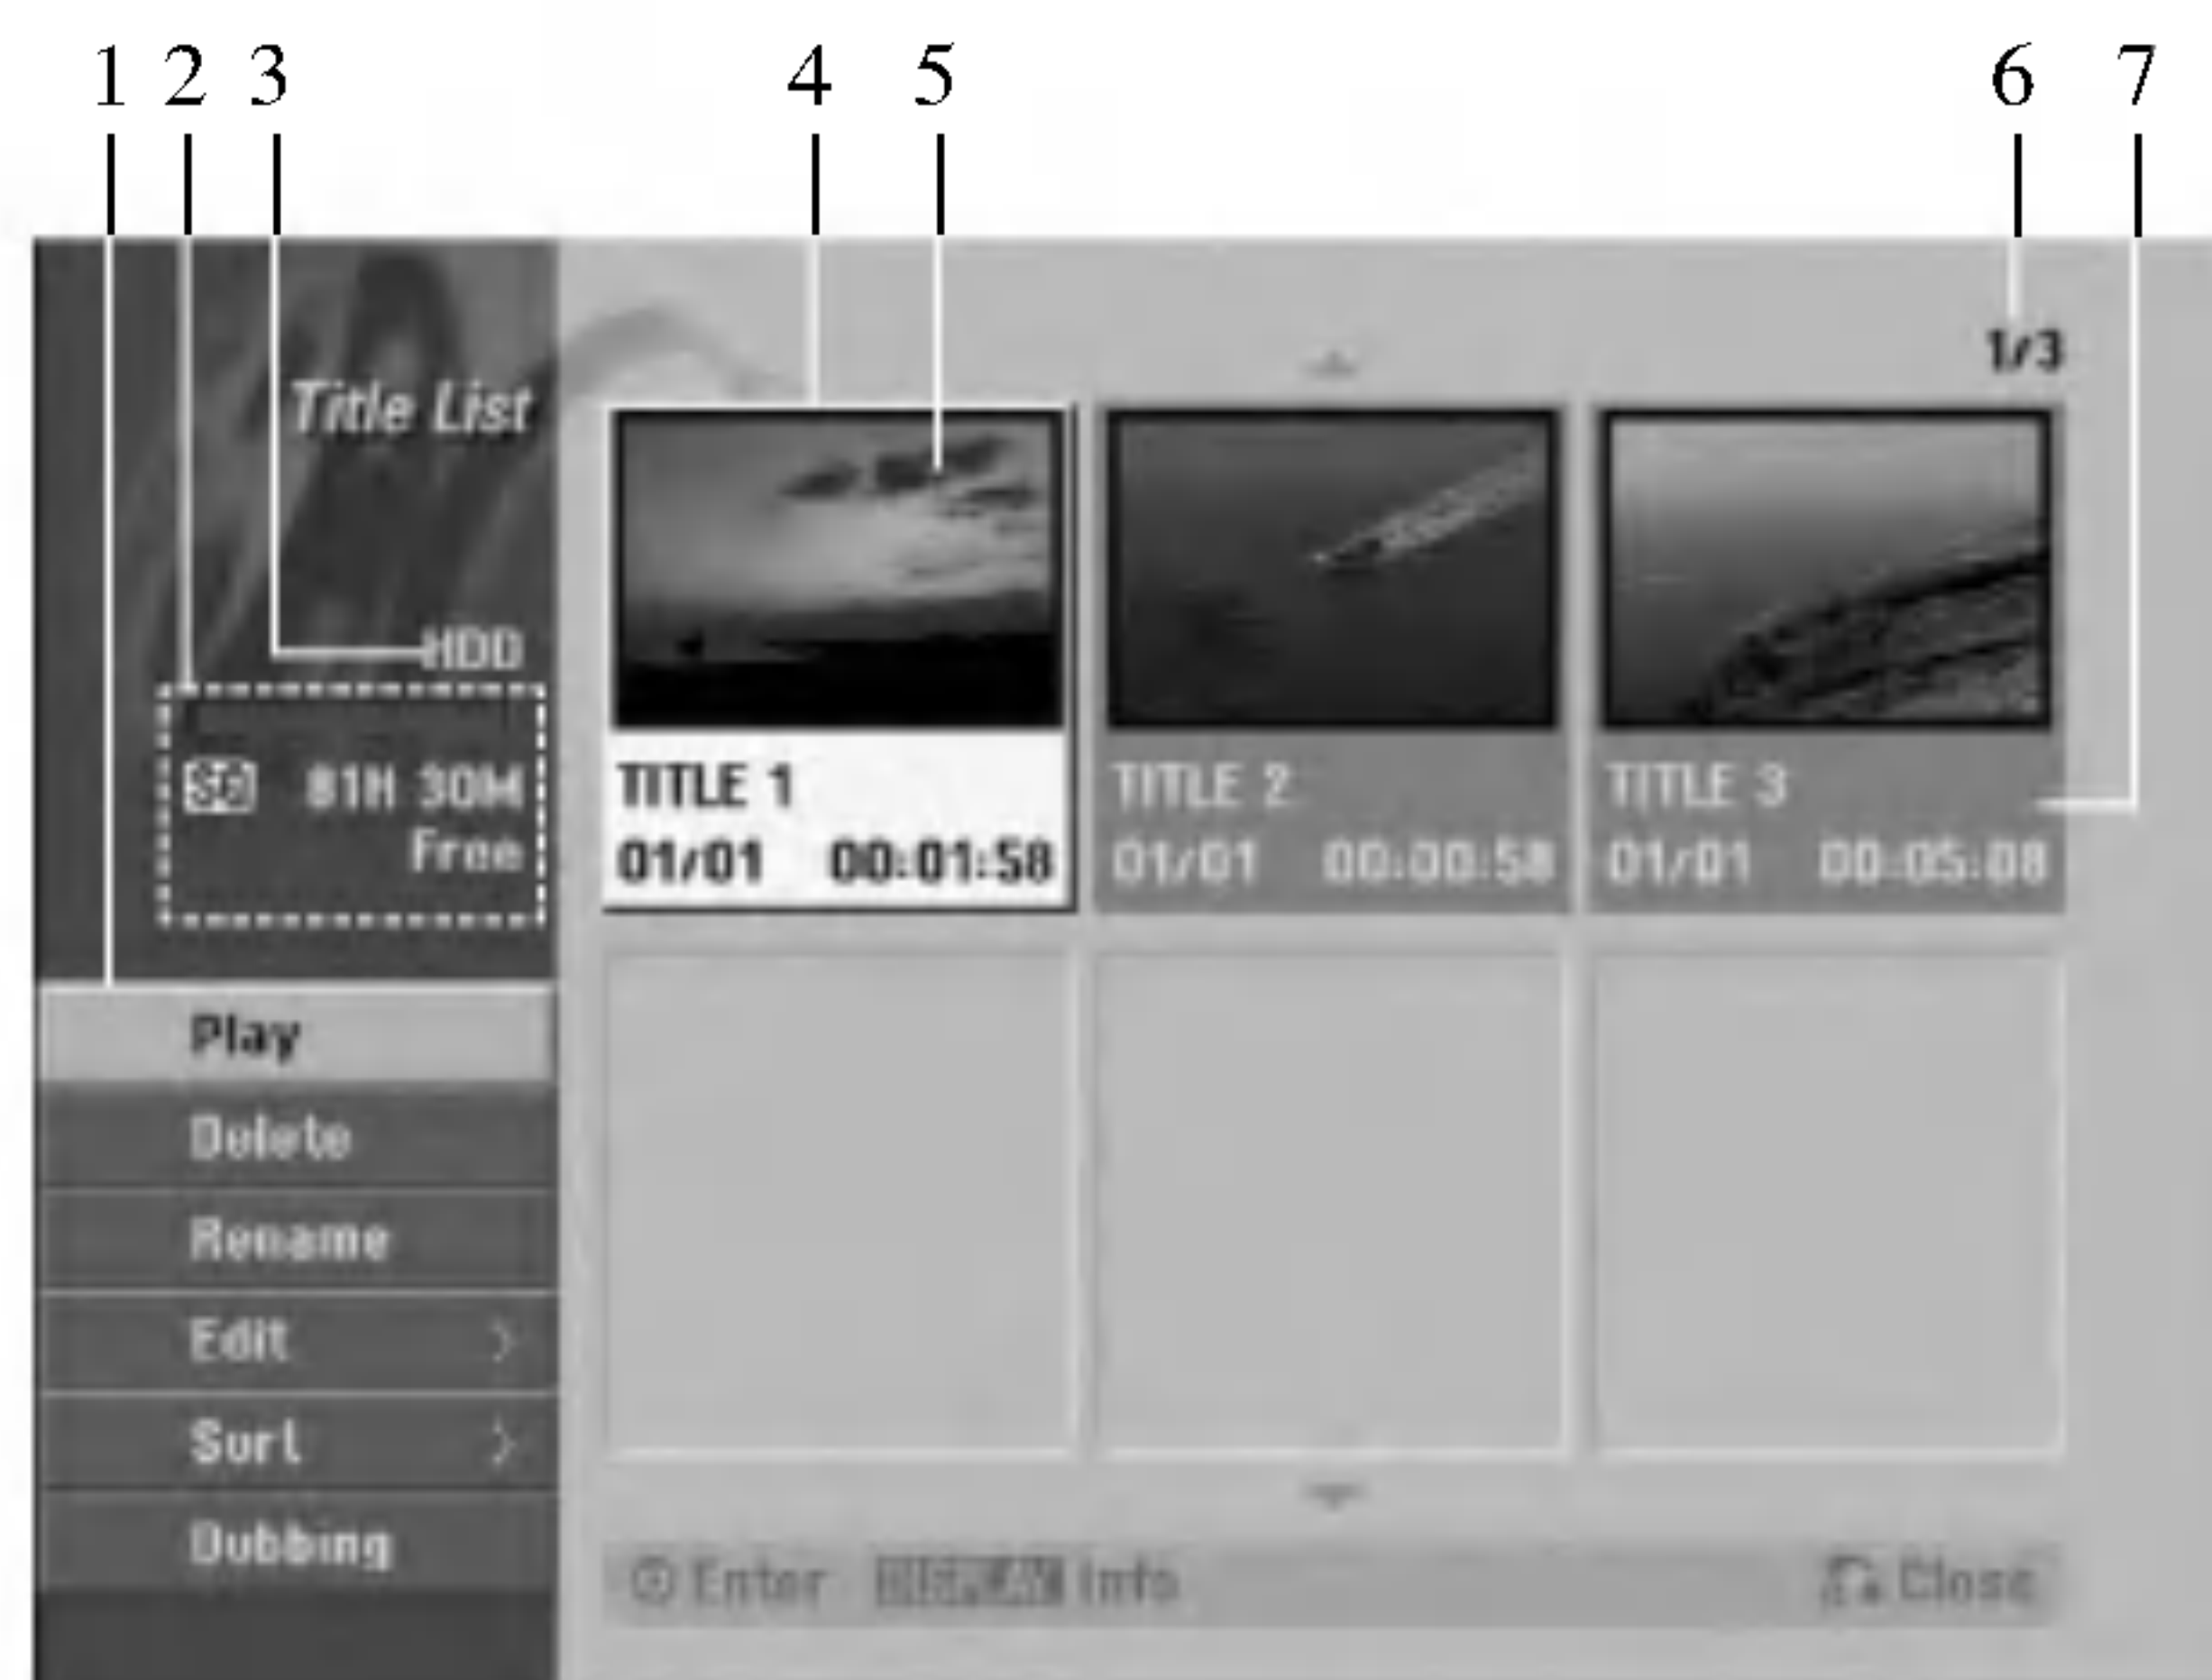 1 2 3 4 5 6 7
1/3
Title List
HDD
81H 30M
Free
TITLE 1
01/01 00:01:58
TITLE 2
01/01 00:00:58
TITLE 3
01/01 00:05:08
Play
Delete
Rename
Edit
Sort
Dubbing
Enter
Info
Close